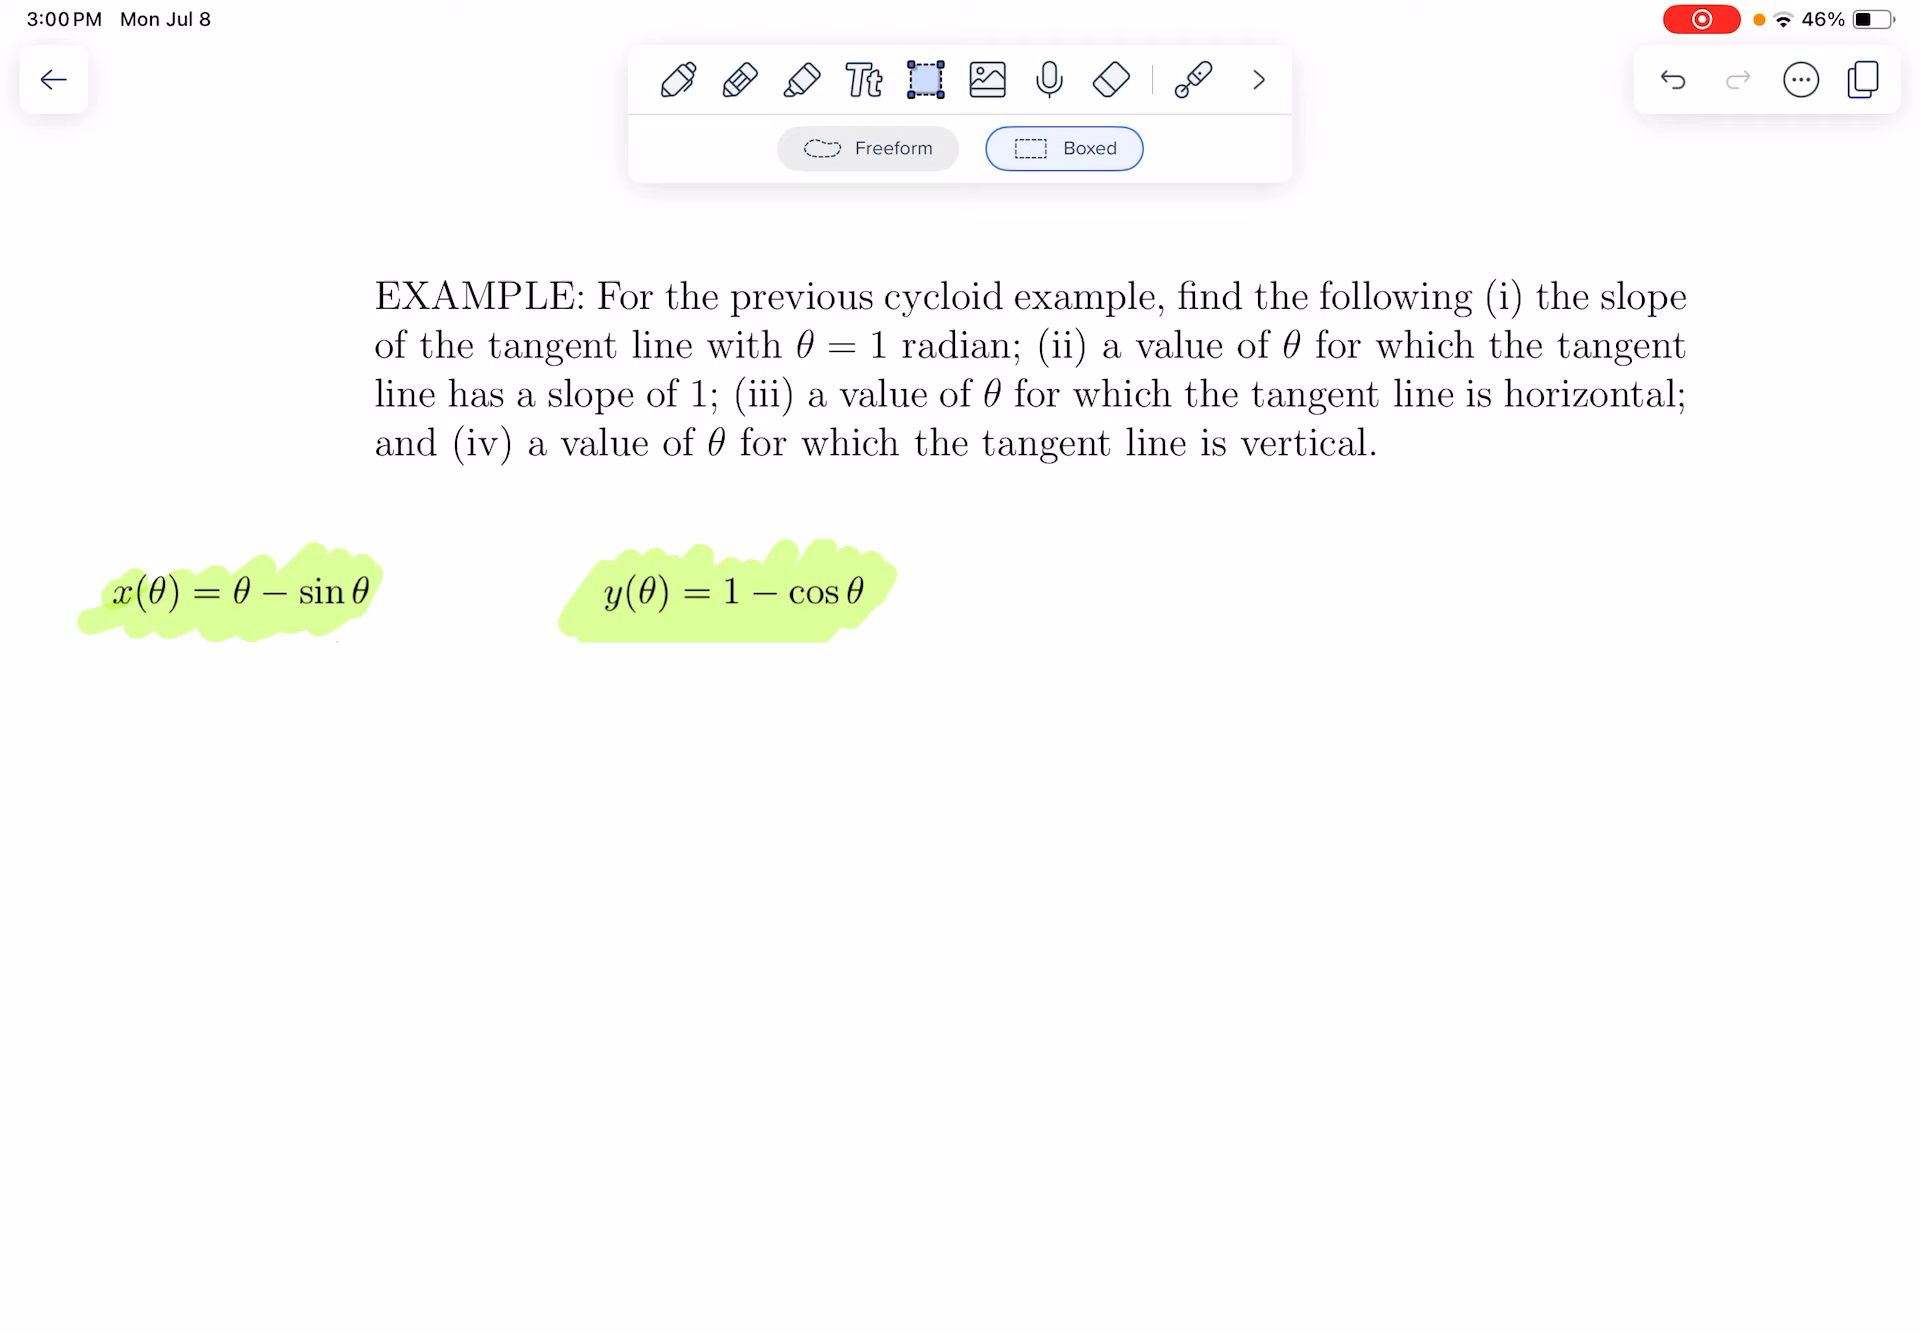 3:00 PM Mon Jul 8
46%
Tt
Freeform
Boxed
EXAMPLE: For the previous cycloid example, find the following (i) the slope
of the tangent line with θ = 1 radian; (ii) a value of θ for which the tangent
line has a slope of 1; (iii) a value of θ for which the tangent line is horizontal;
and (iv) a value of θ for which the tangent line is vertical.
x(θ) = θ − sin θ
y(θ) = 1 − cos θ